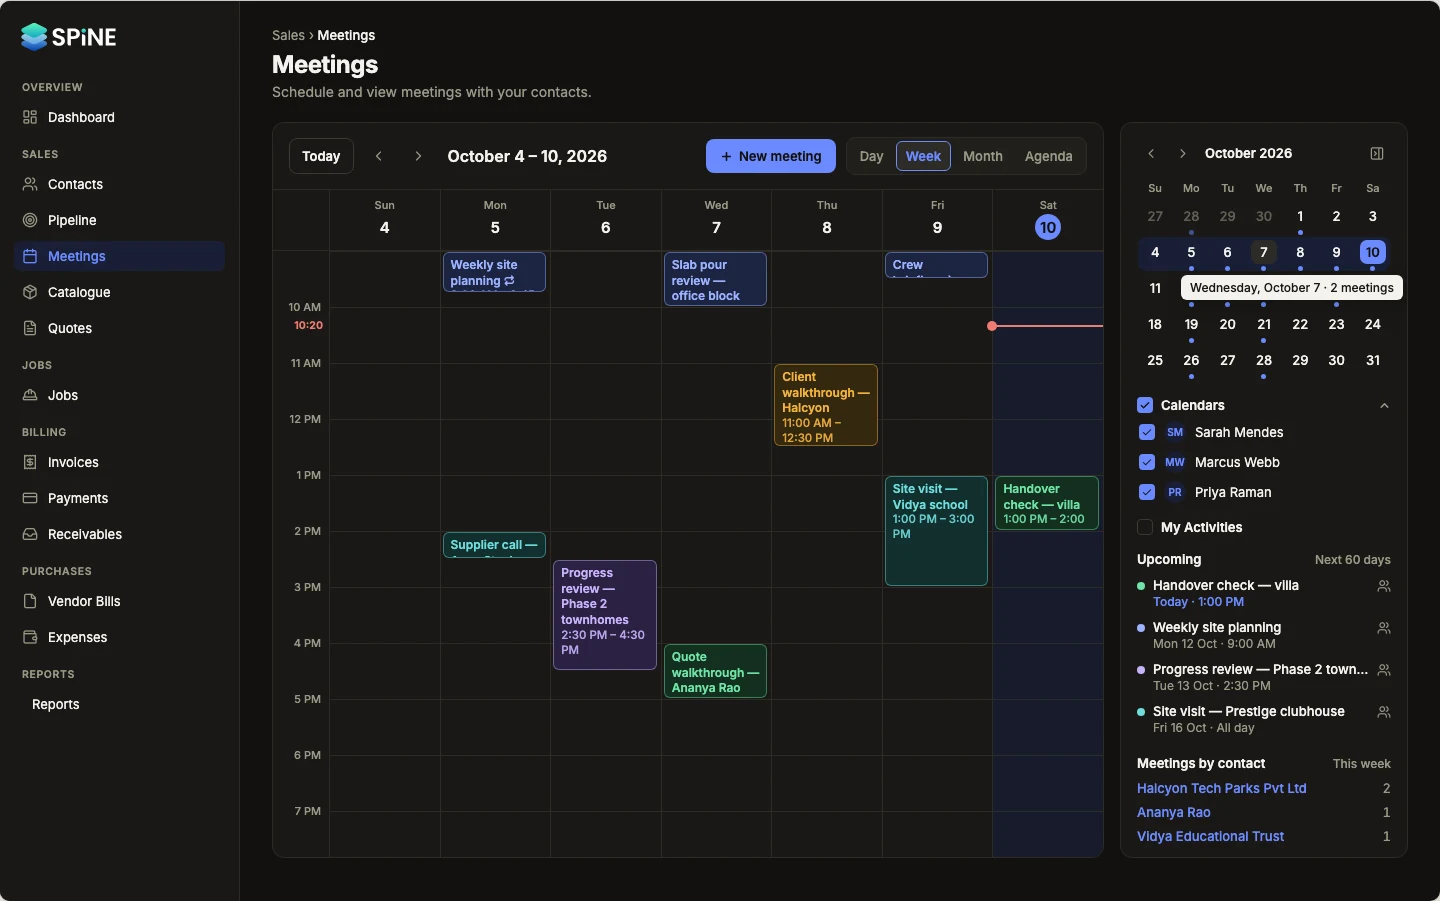 SPiNE
OVERVIEW
Dashboard
SALES
Contacts
Pipeline
Meetings
Catalogue
Quotes
JOBS
Jobs
BILLING
Invoices
Payments
Receivables
PURCHASES
Vendor Bills
Expenses
REPORTS
Reports
Sales › Meetings
Meetings
Schedule and view meetings with your contacts.
Today
October 4 – 10, 2026
+ New meeting
Day Week Month Agenda
Sun Mon Tue Wed Thu Fri Sat
4 5 6 7 8 9 10
10 AM
10:20
11 AM
12 PM
1 PM
2 PM
3 PM
4 PM
5 PM
6 PM
7 PM
Weekly site
planning
Supplier call —
Progress
review —
Phase 2
townhomes
2:30 PM – 4:30
PM
Slab pour
review —
office block
Quote
walkthrough —
Ananya Rao
Client
walkthrough —
Halcyon
11:00 AM –
12:30 PM
Crew
Site visit —
Vidya school
1:00 PM – 3:00
PM
Handover
check — villa
1:00 PM – 2:00
October 2026
Su Mo Tu We Th Fr Sa
27 28 29 30 1 2 3
4 5 6 7 8 9 10
11
Wednesday, October 7 · 2 meetings
18 19 20 21 22 23 24
25 26 27 28 29 30 31
Calendars
SM Sarah Mendes
MW Marcus Webb
PR Priya Raman
My Activities
Upcoming Next 60 days
Handover check — villa
Today · 1:00 PM
Weekly site planning
Mon 12 Oct · 9:00 AM
Progress review — Phase 2 town...
Tue 13 Oct · 2:30 PM
Site visit — Prestige clubhouse
Fri 16 Oct · All day
Meetings by contact This week
Halcyon Tech Parks Pvt Ltd 2
Ananya Rao 1
Vidya Educational Trust 1